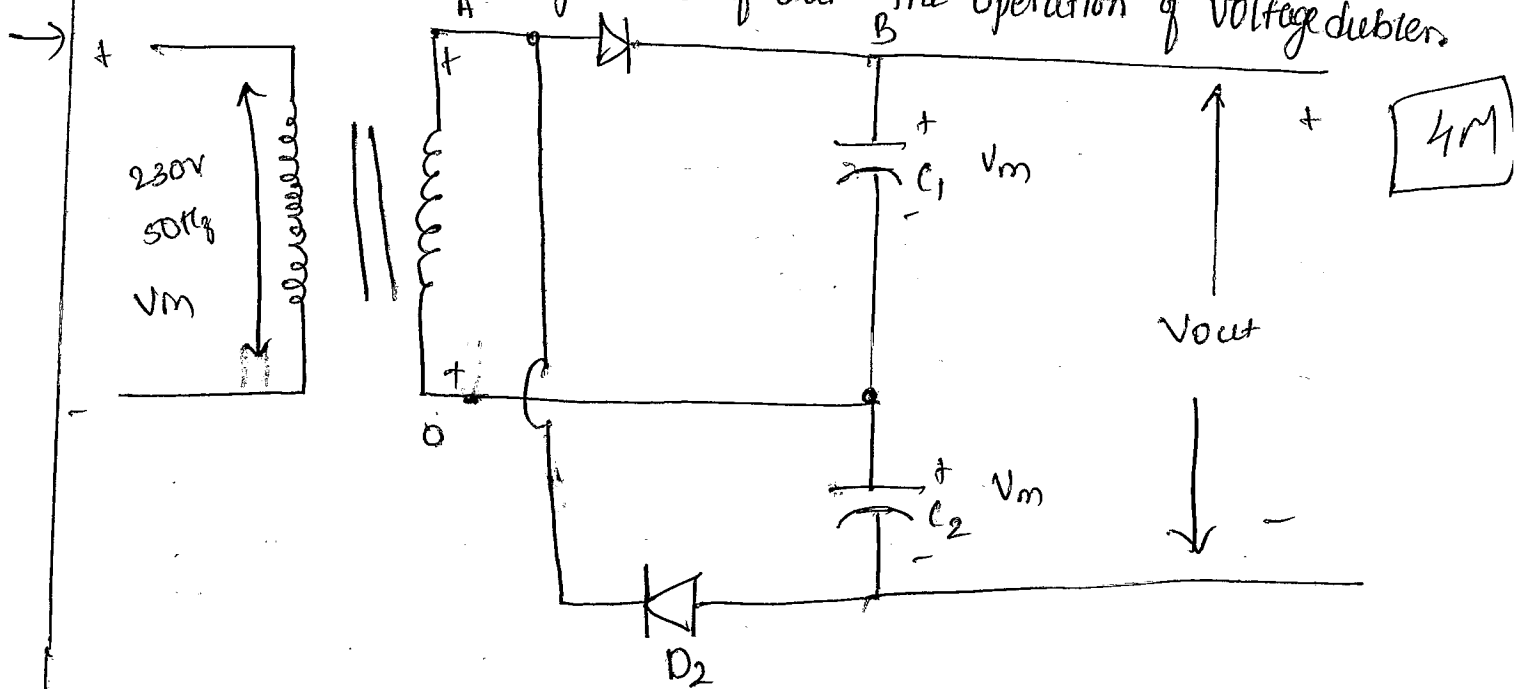 the operation of Voltage dubler.
A
B
+
+
+
+
4M
230V
50Hz
Vm
C1
Vm
-
Vout
+
-
O
+
Vm
C2
-
-
D2